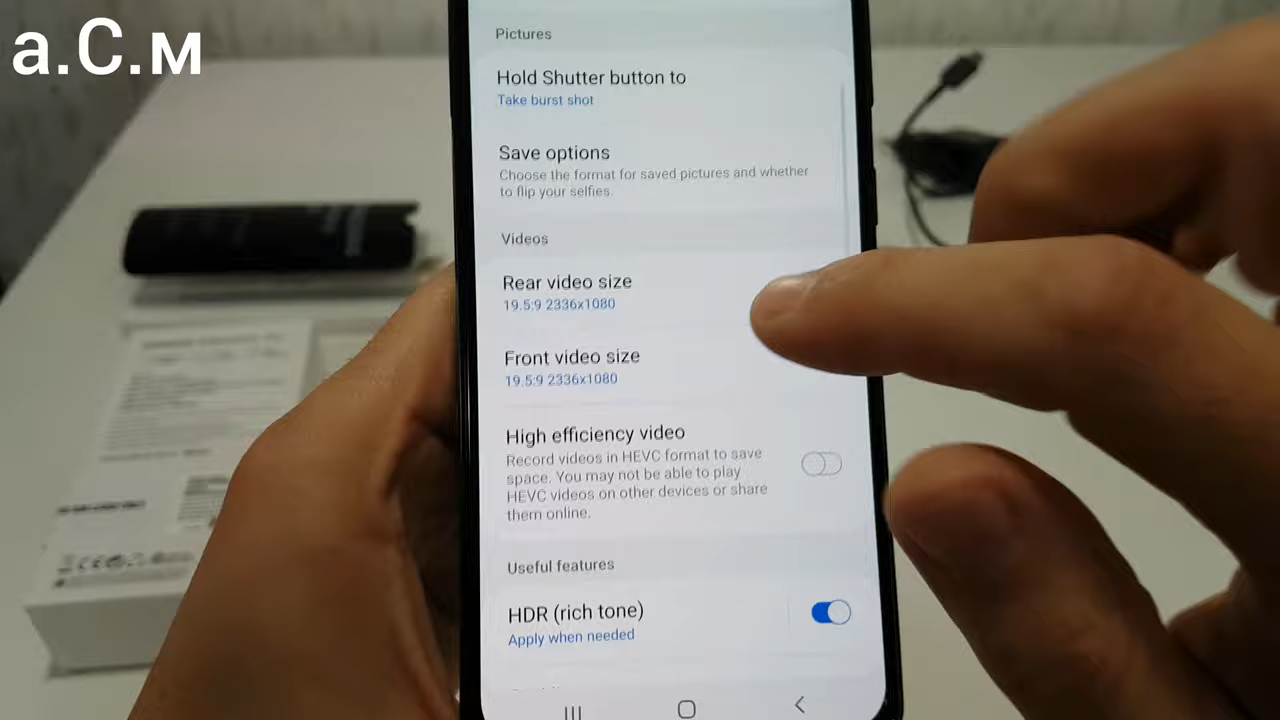 а.С.м
Pictures
Hold Shutter button to
Take burst shot
Save options
Choose the format for saved pictures and whether
to flip your selfies.
Videos
Rear video size
19.5:9 2336x1080
Front video size
19.5:9 2336x1080
High efficiency video
Record videos in HEVC format to save
space. You may not be able to play
HEVC videos on other devices or share
them online.
Useful features
HDR (rich tone)
Apply when needed